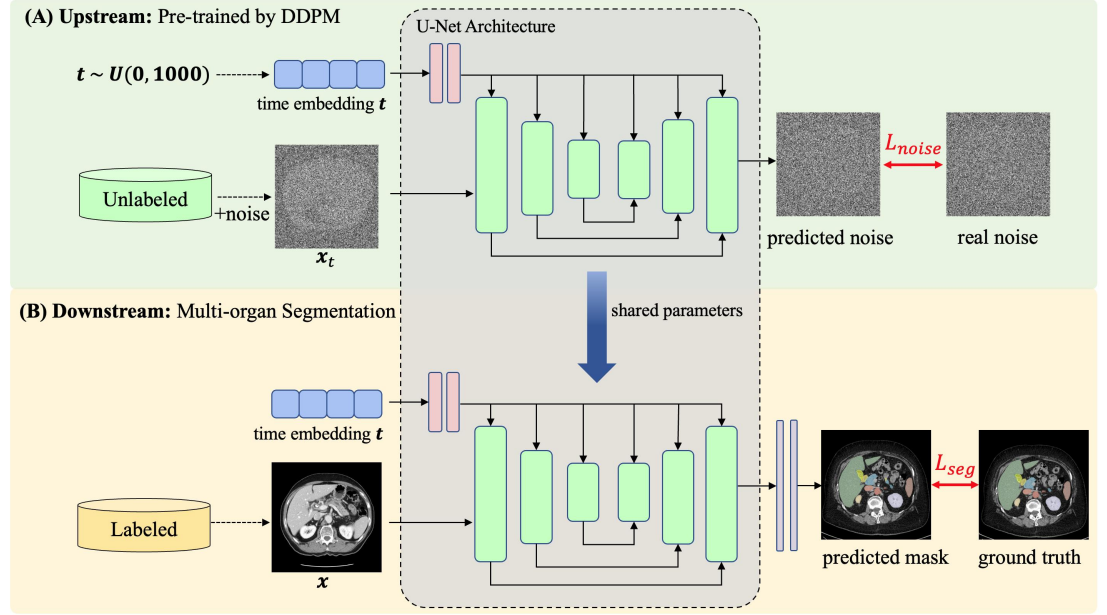 (A) Upstream: Pre-trained by DDPM
U-Net Architecture
t ~ U(0, 1000)
time embedding t
Unlabeled
+noise
x_t
L_noise
predicted noise
real noise
shared parameters
(B) Downstream: Multi-organ Segmentation
time embedding t
Labeled
x
L_seg
predicted mask
ground truth